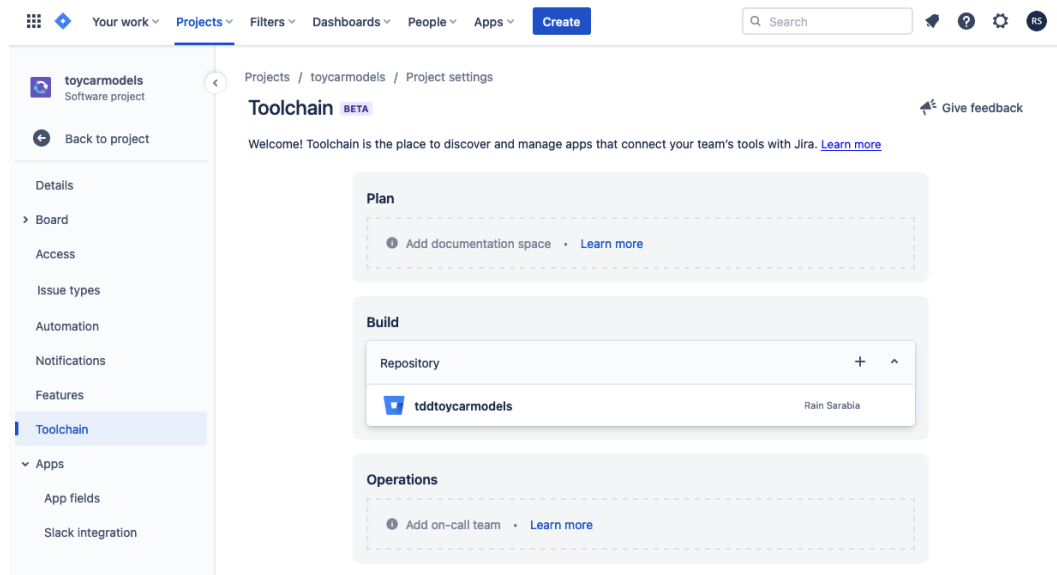 Your work Projects Filters Dashboards People Apps Create Search RS
toycarmodels
Software project
Back to project
Details
Board
Access
Issue types
Automation
Notifications
Features
Toolchain
Apps
App fields
Slack integration
Projects / toycarmodels / Project settings
Toolchain BETA
Give feedback
Welcome! Toolchain is the place to discover and manage apps that connect your team's tools with Jira. Learn more
Plan
Add documentation space • Learn more
Build
Repository
tddtoycarmodels Rain Sarabia
Operations
Add on-call team • Learn more